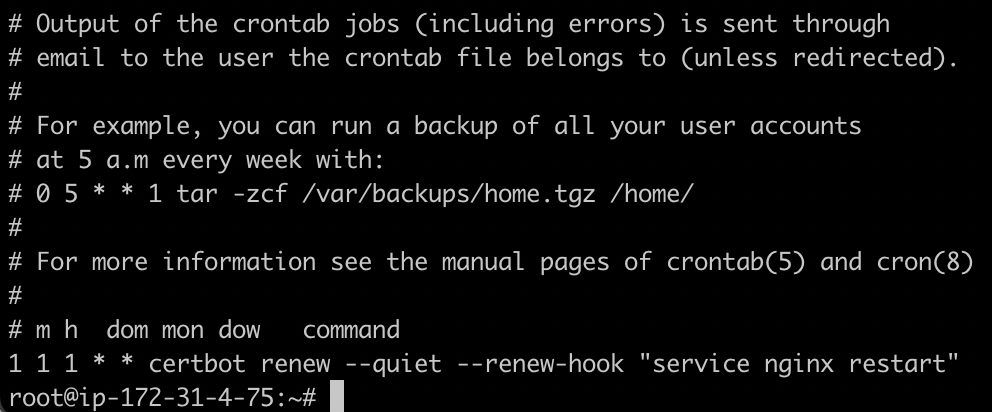 # Output of the crontab jobs (including errors) is sent through
# email to the user the crontab file belongs to (unless redirected).
#
# For example, you can run a backup of all your user accounts
# at 5 a.m every week with:
# 0 5 * * 1 tar -zcf /var/backups/home.tgz /home/
#
# For more information see the manual pages of crontab(5) and cron(8)
#
# m h  dom mon dow   command
1 1 1 * * certbot renew --quiet --renew-hook "service nginx restart"
root@ip-172-31-4-75:~#